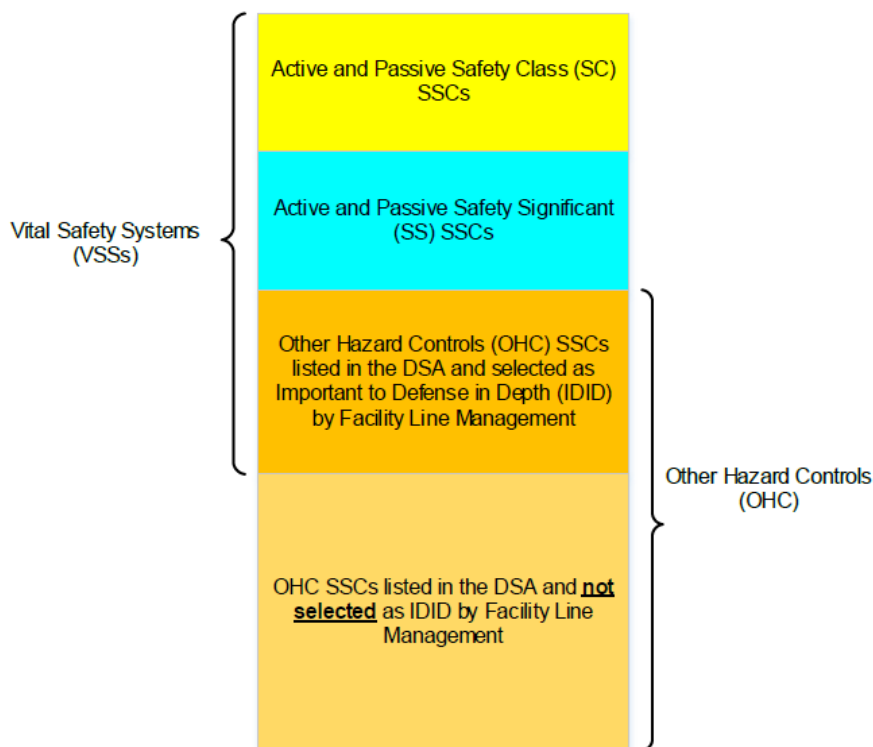 Active and Passive Safety Class (SC)
SSCs
Active and Passive Safety Significant
(SS) SSCs
Vital Safety Systems
(VSSs)
Other Hazard Controls (OHC) SSCs
listed in the DSA and selected as
Important to Defense in Depth (IDID)
by Facility Line Management
Other Hazard Controls
(OHC)
OHC SSCs listed in the DSA and not
selected as IDID by Facility Line
Management